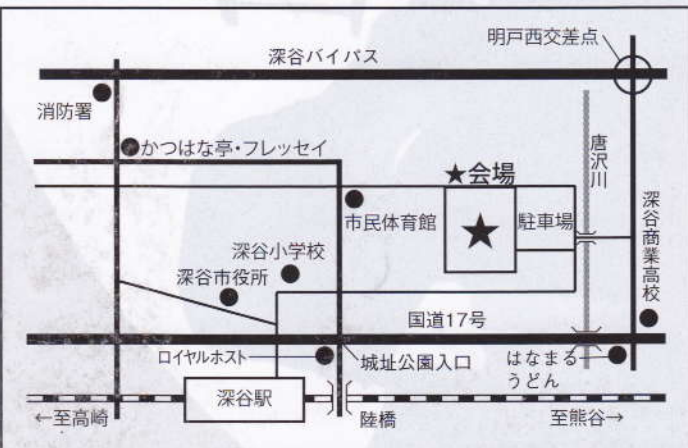 明戸西交差点
深谷バイパス
消防署
かつはな亭・フレッセイ
唐沢川
★会場
市民体育館
駐車場
深谷商業高校
深谷小学校
深谷市役所
国道17号
ロイヤルホスト
城址公園入口
はなまる
うどん
深谷駅
←至高崎
陸橋
至熊谷→